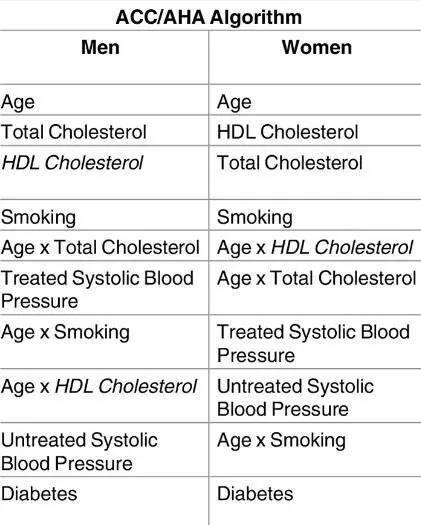 ACC/AHA Algorithm
Men Women
Age Age
Total Cholesterol HDL Cholesterol
HDL Cholesterol Total Cholesterol
Smoking Smoking
Age x Total Cholesterol Age x HDL Cholesterol
Treated Systolic Blood Pressure Age x Total Cholesterol
Age x Smoking Treated Systolic Blood Pressure
Age x HDL Cholesterol Untreated Systolic Blood Pressure
Untreated Systolic Blood Pressure Age x Smoking
Diabetes Diabetes